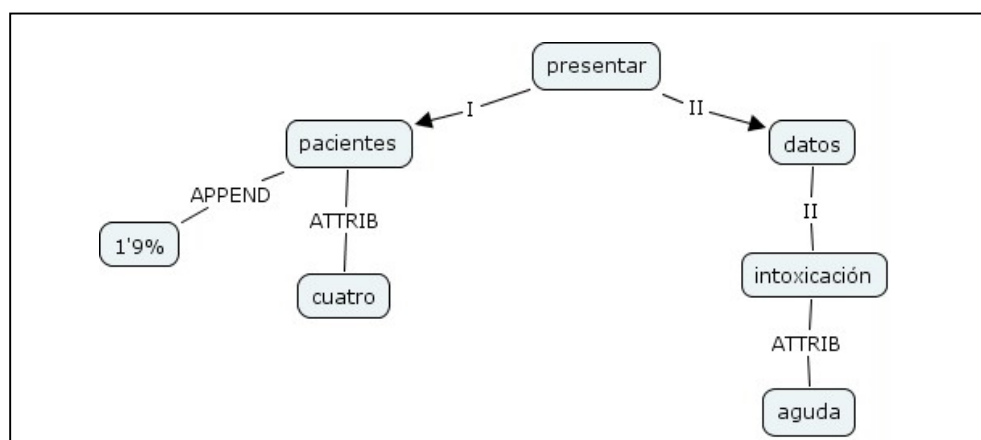 presentar
I
II
pacientes
datos
APPEND
ATTRIB
II
1'9%
cuatro
intoxicación
ATTRIB
aguda